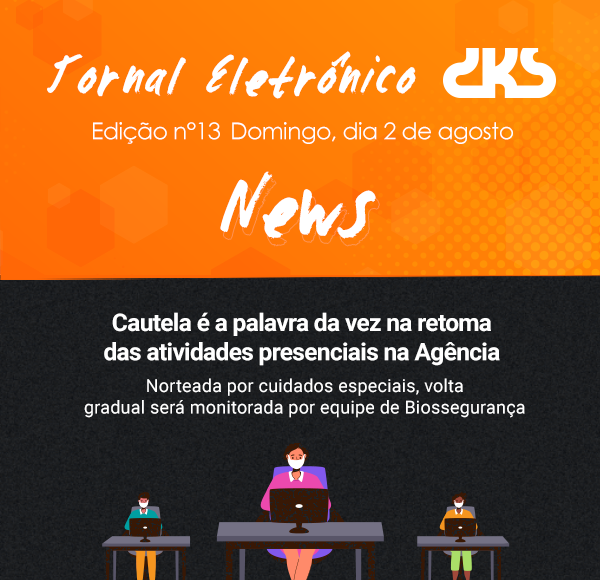 Jornal Eletrônico DKS
Edição nº13 Domingo, dia 2 de agosto
News
Cautela é a palavra da vez na retoma
das atividades presenciais na Agência
Norteada por cuidados especiais, volta
gradual será monitorada por equipe de Biossegurança